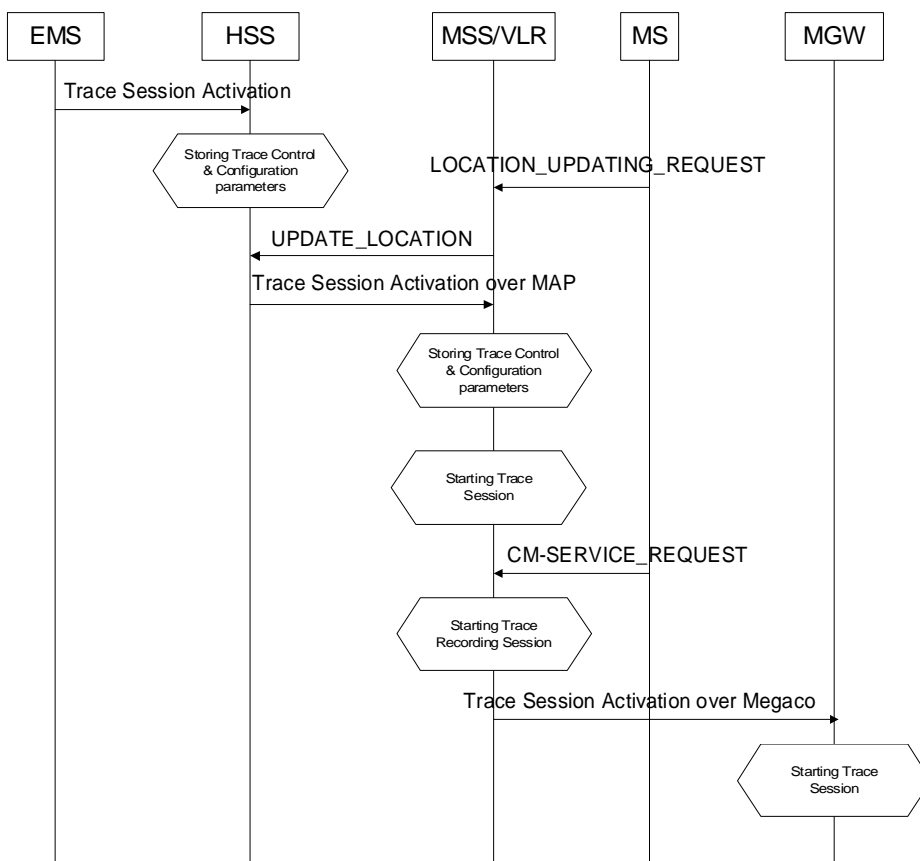 EMS
HSS
MSS/VLR
MS
MGW
Trace Session Activation
Storing Trace Control
& Configuration
parameters
LOCATION_UPDATING_REQUEST
UPDATE_LOCATION
Trace Session Activation over MAP
Storing Trace Control
& Configuration
parameters
Starting Trace
Session
CM-SERVICE_REQUEST
Starting Trace
Recording Session
Trace Session Activation over Megaco
Starting Trace
Session